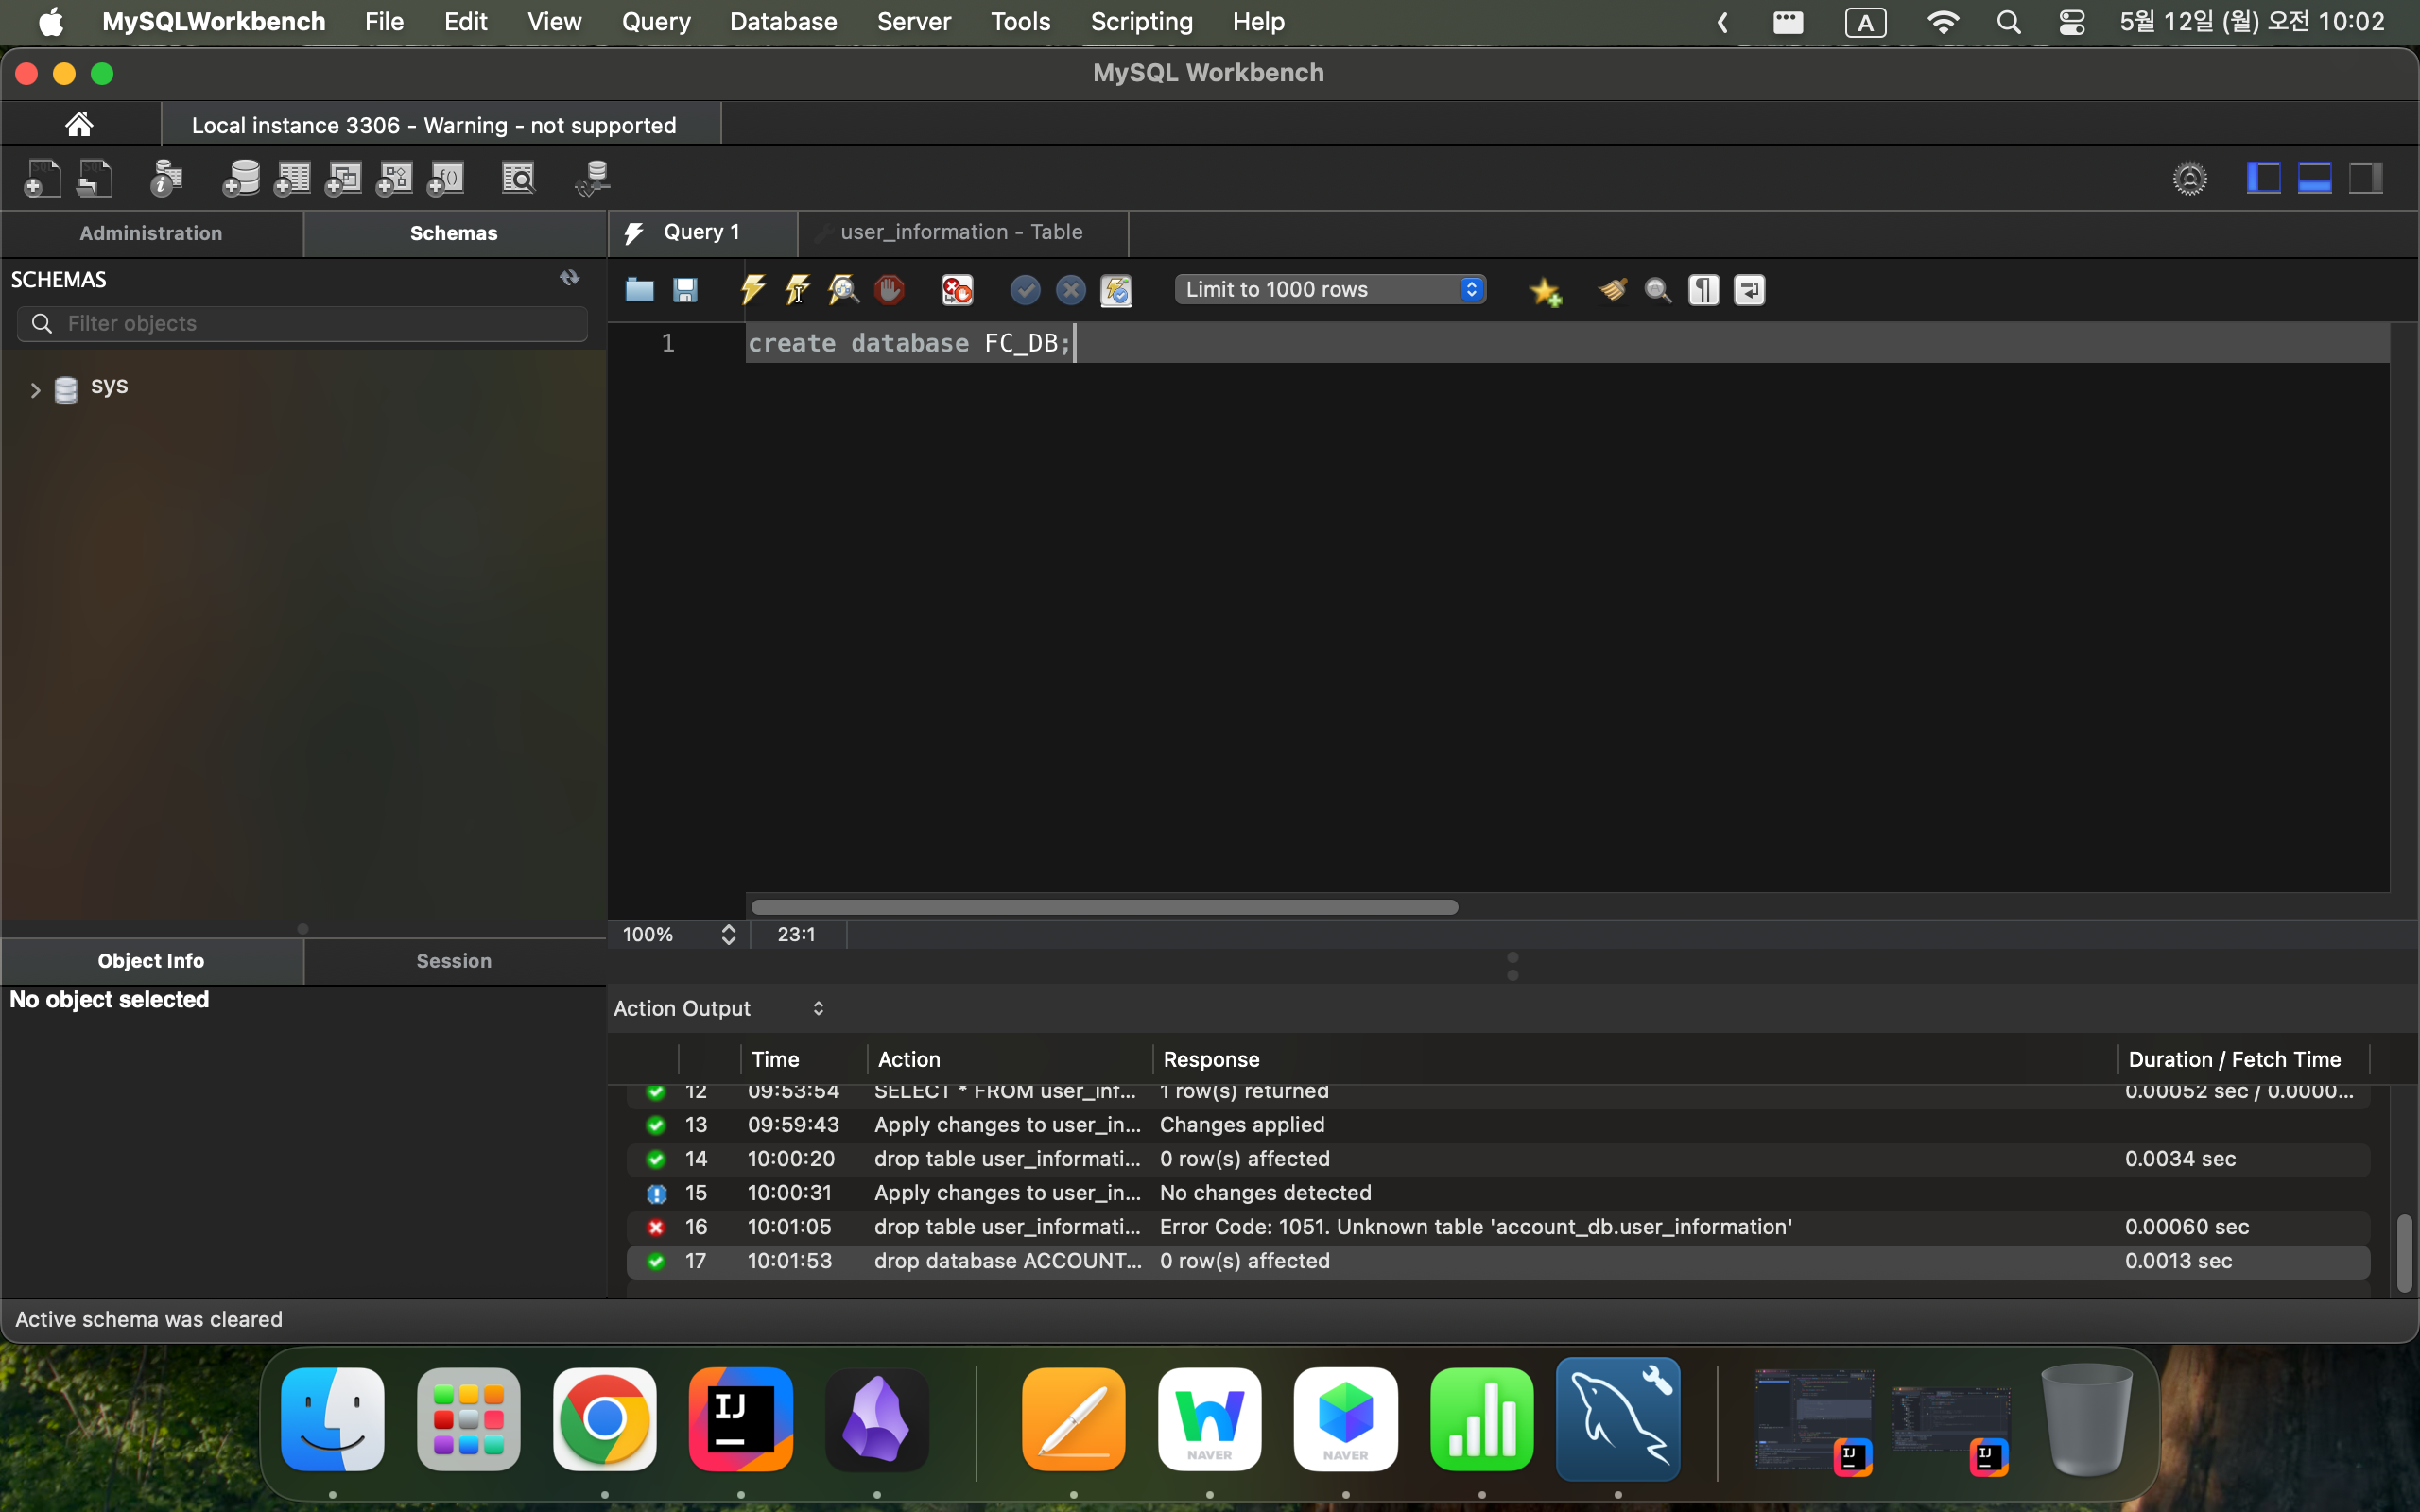 MySQLWorkbench File Edit View Query Database Server Tools Scripting Help A 5월 12일 (월) 오전 10:02
MySQL Workbench
Local instance 3306 - Warning - not supported
Administration Schemas
Query 1 user_information - Table
SCHEMAS
Filter objects
Limit to 1000 rows
1 create database FC_DB;
sys
100% 23:1
Object Info Session
No object selected
Action Output
Time Action Response Duration / Fetch Time
12 09:53:54 SELECT * FROM user_inf... 1 row(s) returned 0.00052 sec / 0.0000...
13 09:59:43 Apply changes to user_in... Changes applied
14 10:00:20 drop table user_informati... 0 row(s) affected 0.0034 sec
15 10:00:31 Apply changes to user_in... No changes detected
16 10:01:05 drop table user_informati... Error Code: 1051. Unknown table 'account_db.user_information' 0.00060 sec
17 10:01:53 drop database ACCOUNT... 0 row(s) affected 0.0013 sec
Active schema was cleared
IJ
NAVER
NAVER
IJ
IJ